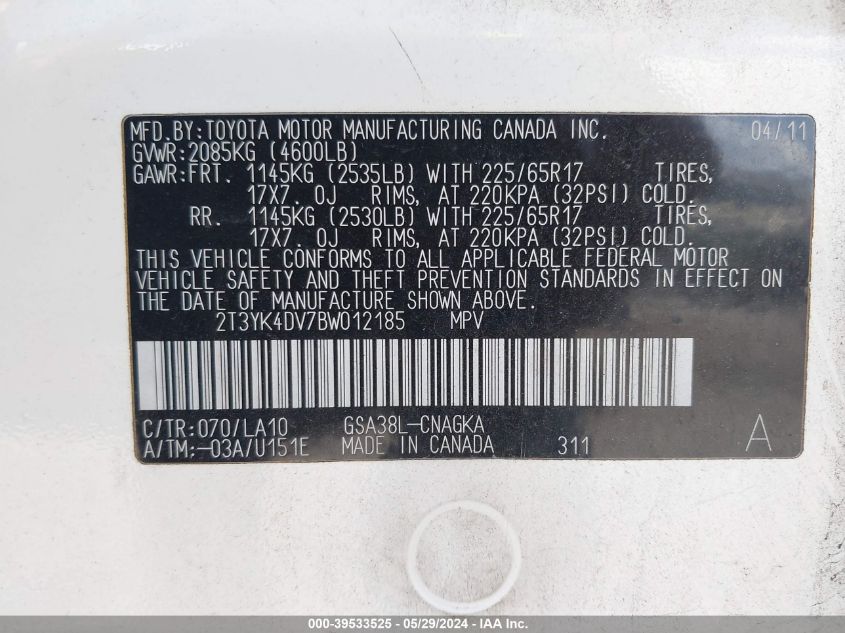 MFD.BY:TOYOTA MOTOR MANUFACTURING CANADA INC. 04/11
GVWR:2085KG (4600LB)
GAWR:FRT. 1145KG (2535LB) WITH 225/65R17 TIRES,
17X7. 0J RIMS, AT 220KPA (32PSI) COLD.
RR. 1145KG (2530LB) WITH 225/65R17 TIRES,
17X7. 0J RIMS, AT 220KPA (32PSI) COLD.
THIS VEHICLE CONFORMS TO ALL APPLICABLE FEDERAL MOTOR
VEHICLE SAFETY AND THEFT PREVENTION STANDARDS IN EFFECT ON
THE DATE OF MANUFACTURE SHOWN ABOVE.
2T3YK4DV7BW012185 MPV
C/TR:070/LA10 GSA38L-CNAGKA
A/TM:-03A/U151E MADE IN CANADA 311 A
000-39533525 - 05/29/2024 - IAA Inc.